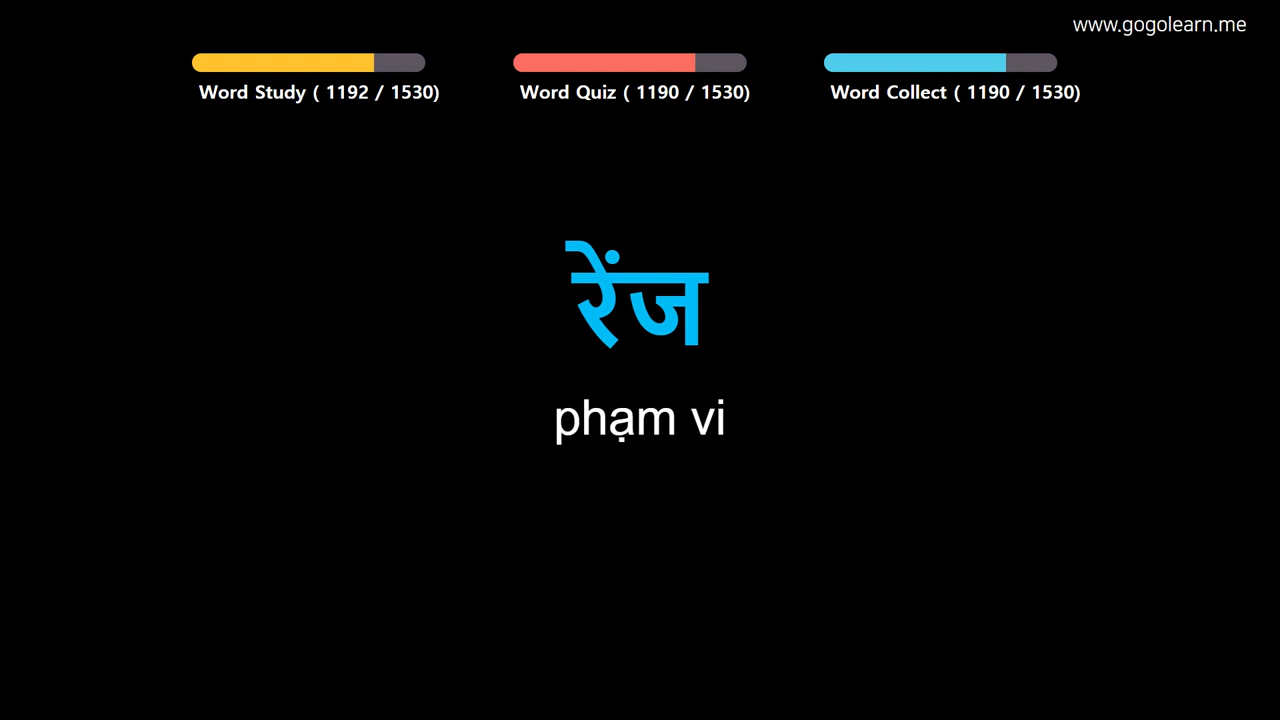 www.gogolearn.me
Word Study ( 1192 / 1530)
Word Quiz ( 1190 / 1530)
Word Collect ( 1190 / 1530)
रेंज
phạm vi